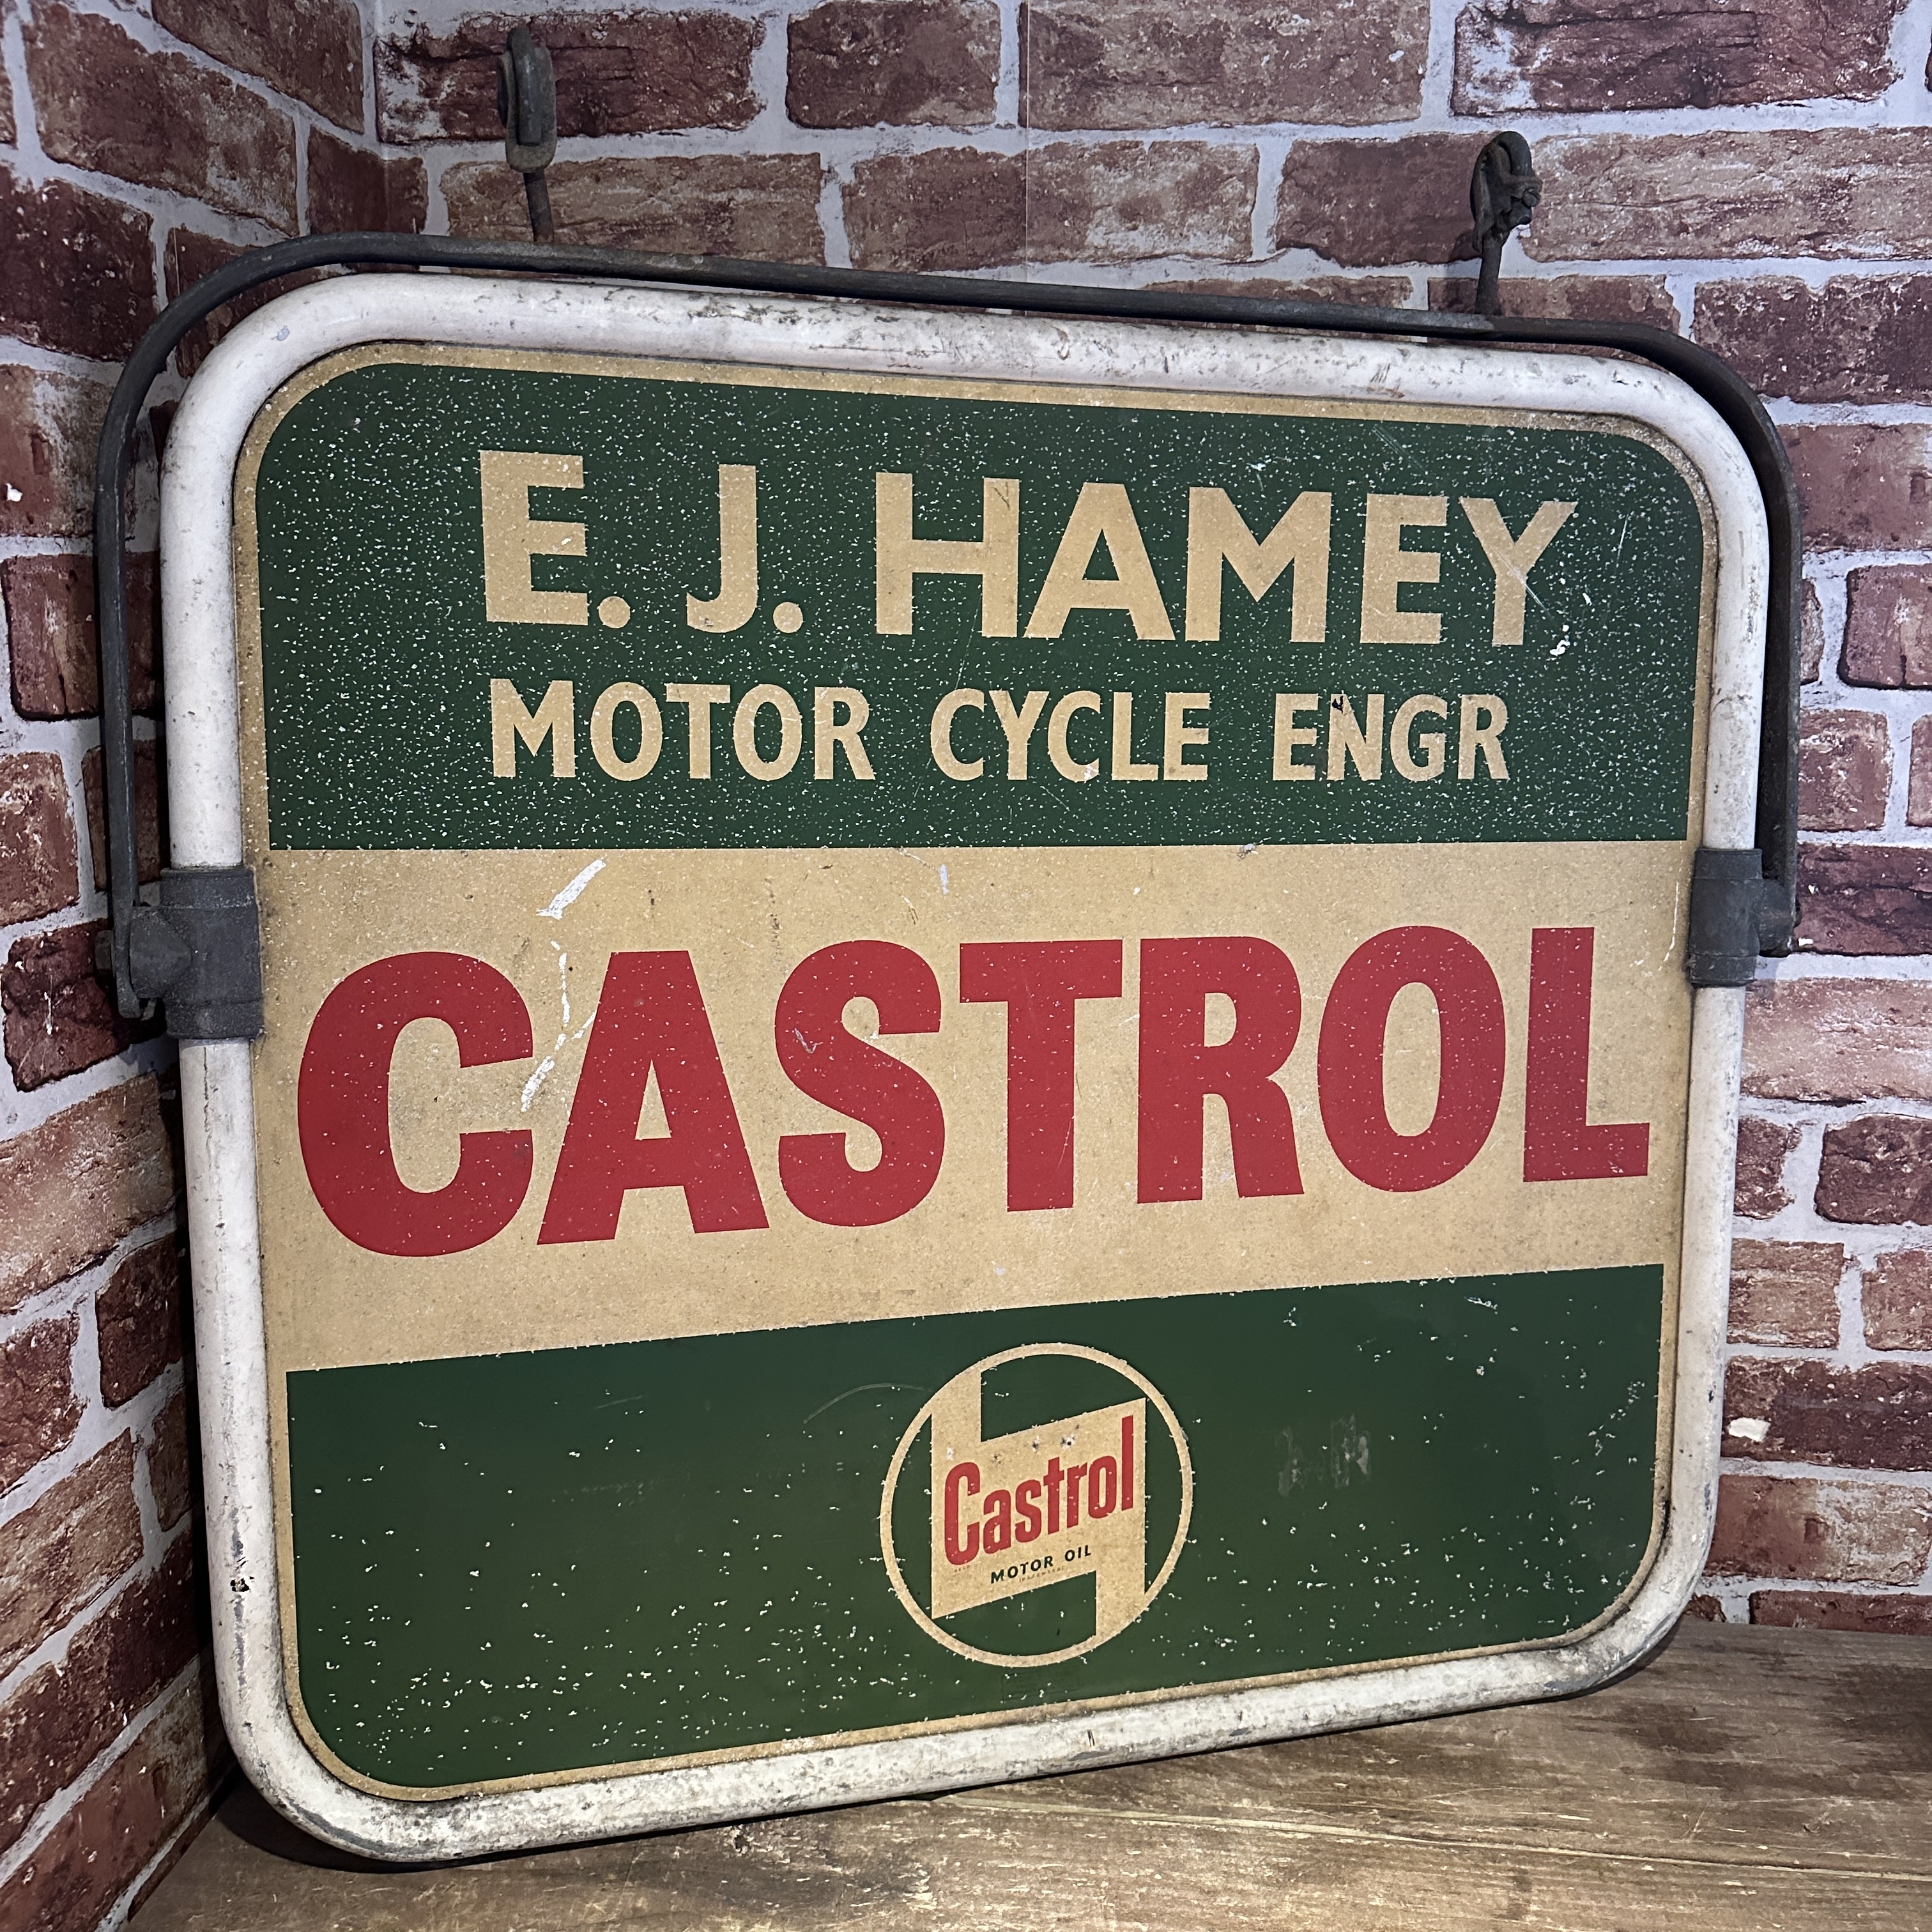 E. J. HAMEY
MOTOR CYCLE ENGR
CASTROL
Castrol
MOTOR OIL